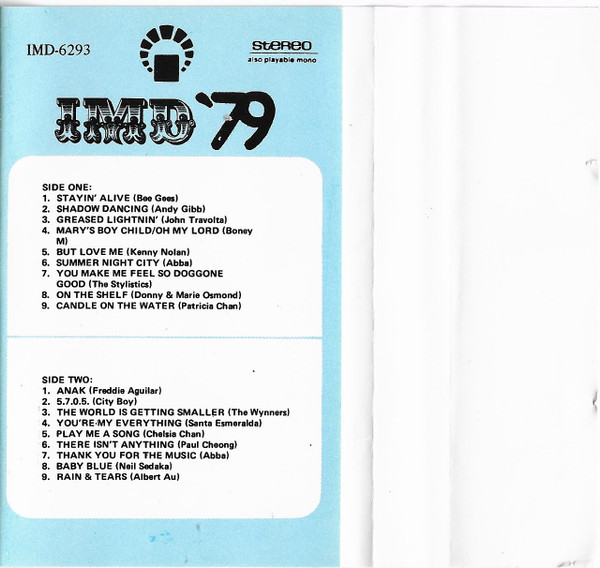 IMD-6293
STEREO
also playable mono
IMD '79
SIDE ONE:
1. STAYIN' ALIVE (Bee Gees)
2. SHADOW DANCING (Andy Gibb)
3. GREASED LIGHTNIN' (John Travolta)
4. MARY'S BOY CHILD/OH MY LORD (Boney
M)
5. BUT LOVE ME (Kenny Nolan)
6. SUMMER NIGHT CITY (Abba)
7. YOU MAKE ME FEEL SO DOGGONE
GOOD (The Stylistics)
8. ON THE SHELF (Donny & Marie Osmond)
9. CANDLE ON THE WATER (Patricia Chan)
SIDE TWO:
1. ANAK (Freddie Aguilar)
2. 5.7.0.5. (City Boy)
3. THE WORLD IS GETTING SMALLER (The Wynners)
4. YOU'RE-MY EVERYTHING (Santa Esmeralda)
5. PLAY ME A SONG (Chelsia Chan)
6. THERE ISN'T ANYTHING (Paul Cheong)
7. THANK YOU FOR THE MUSIC (Abba)
8. BABY BLUE (Neil Sedaka)
9. RAIN & TEARS (Albert Au)